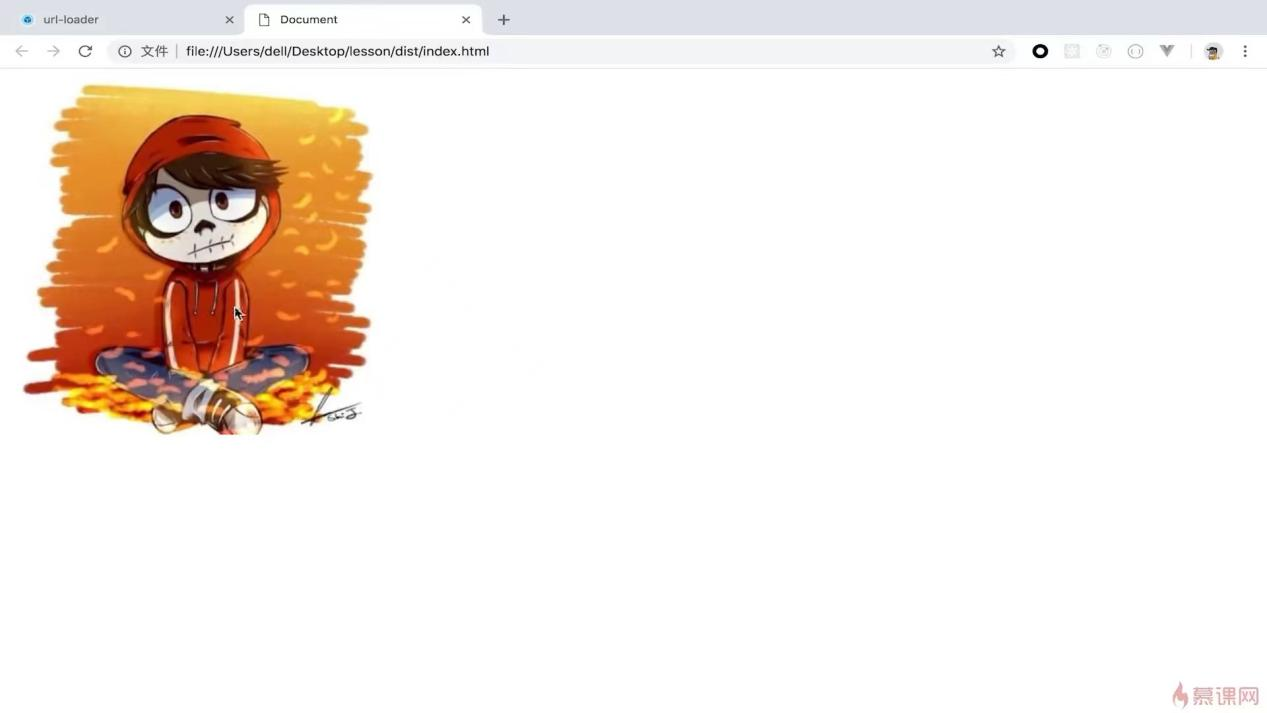 url-loader
Document
文件
file:///Users/dell/Desktop/lesson/dist/index.html
慕课网